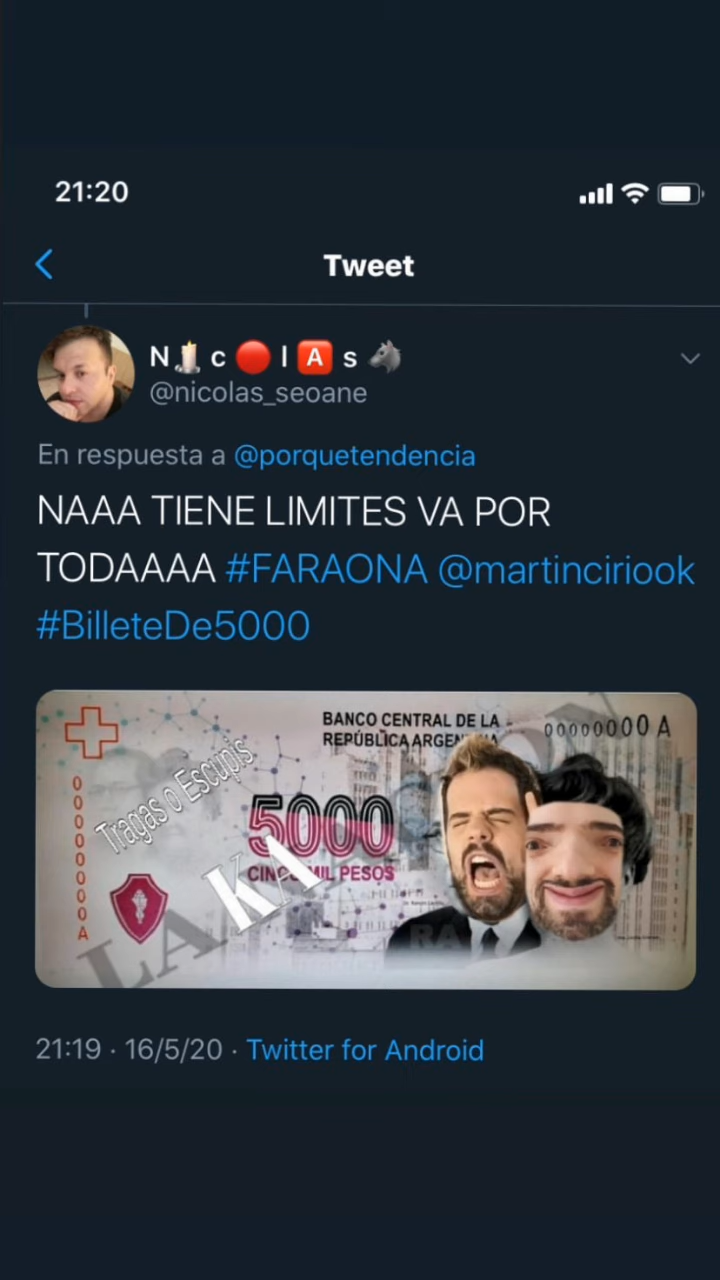 21:20
Tweet
N🕯️c🔴l🅰️s🐺
@nicolas_seoane
En respuesta a @porquetendencia
NAAA TIENE LIMITES VA POR
TODAAAA #FARAONA @martinciriook
#BilleteDe5000
BANCO CENTRAL DE LA
REPÚBLICA ARGEN
00000000 A
Tragas o Escupis
5000
CINCO MIL PESOS
00000000A
LA KA
21:19 · 16/5/20 · Twitter for Android